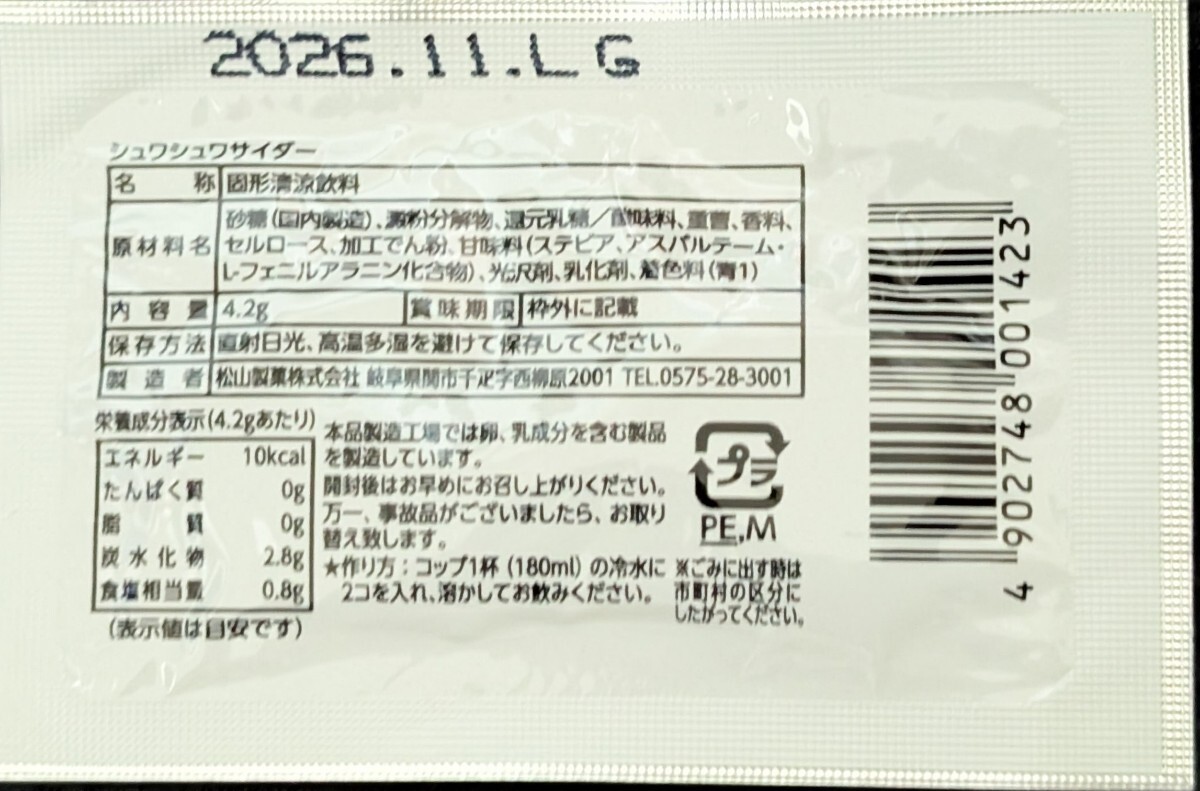 2026.11.L G
シュワシュワサイダー
名称 固形清涼飲料
原材料名 砂糖(国内製造)、澱粉分解物、還元乳糖／酸味料、重曹、香料、
セルロース、加工でん粉、甘味料(ステビア、アスパルテーム・
L-フェニルアラニン化合物)、光沢剤、乳化剤、着色料(青1)
内容量 4.2g 賞味期限 枠外に記載
保存方法 直射日光、高温多湿を避けて保存してください。
製造者 松山製菓株式会社 岐阜県関市千疋字西柳原2001 TEL.0575-28-3001
栄養成分表示(4.2gあたり)
エネルギー 10kcal
たんぱく質 0g
脂質 0g
炭水化物 2.8g
食塩相当量 0.8g
(表示値は目安です)
本品製造工場では卵、乳成分を含む製品
を製造しています。
開封後はお早めにお召し上がりください。
万一、事故品がございましたら、お取り
替え致します。
★作り方：コップ1杯(180ml)の冷水に
2コを入れ、溶かしてお飲みください。
プラ
PE,M
※ごみに出す時は
市町村の区分に
したがってください。
4 902748 001423